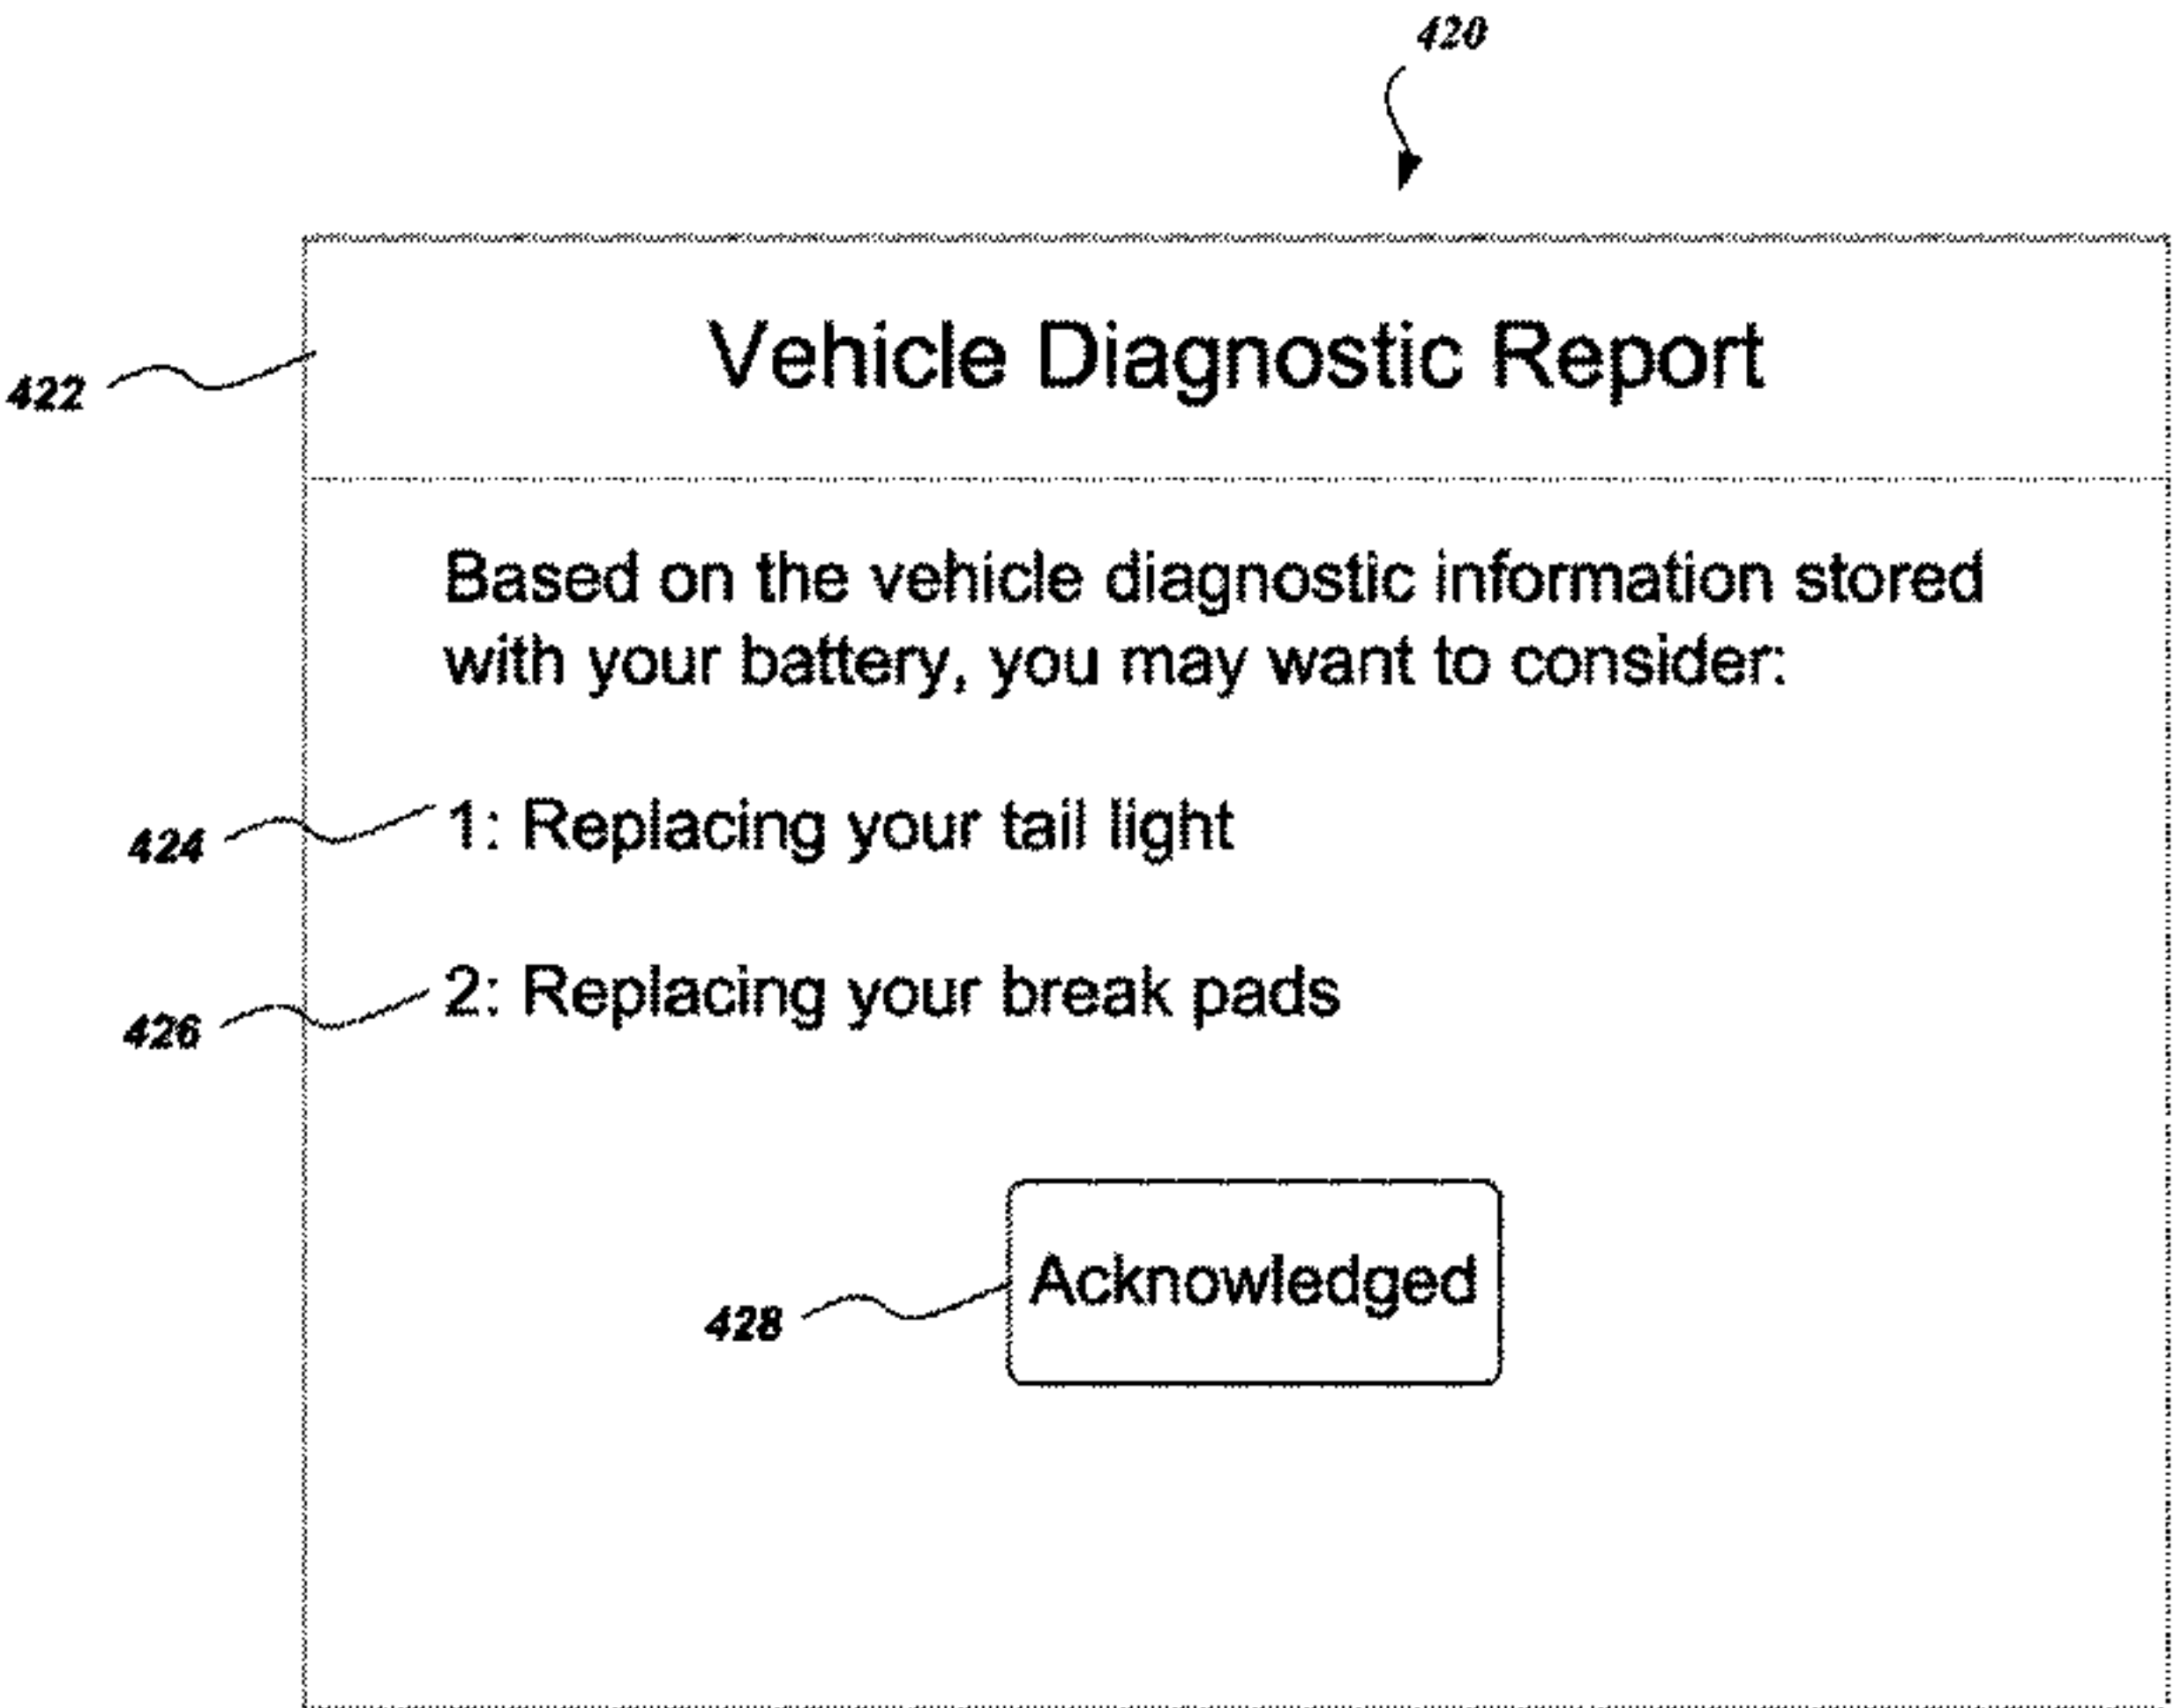 420
Vehicle Diagnostic Report
422
Based on the vehicle diagnostic information stored
with your battery, you may want to consider:
1: Replacing your tail light
424
2: Replacing your break pads
426
Acknowledged
428